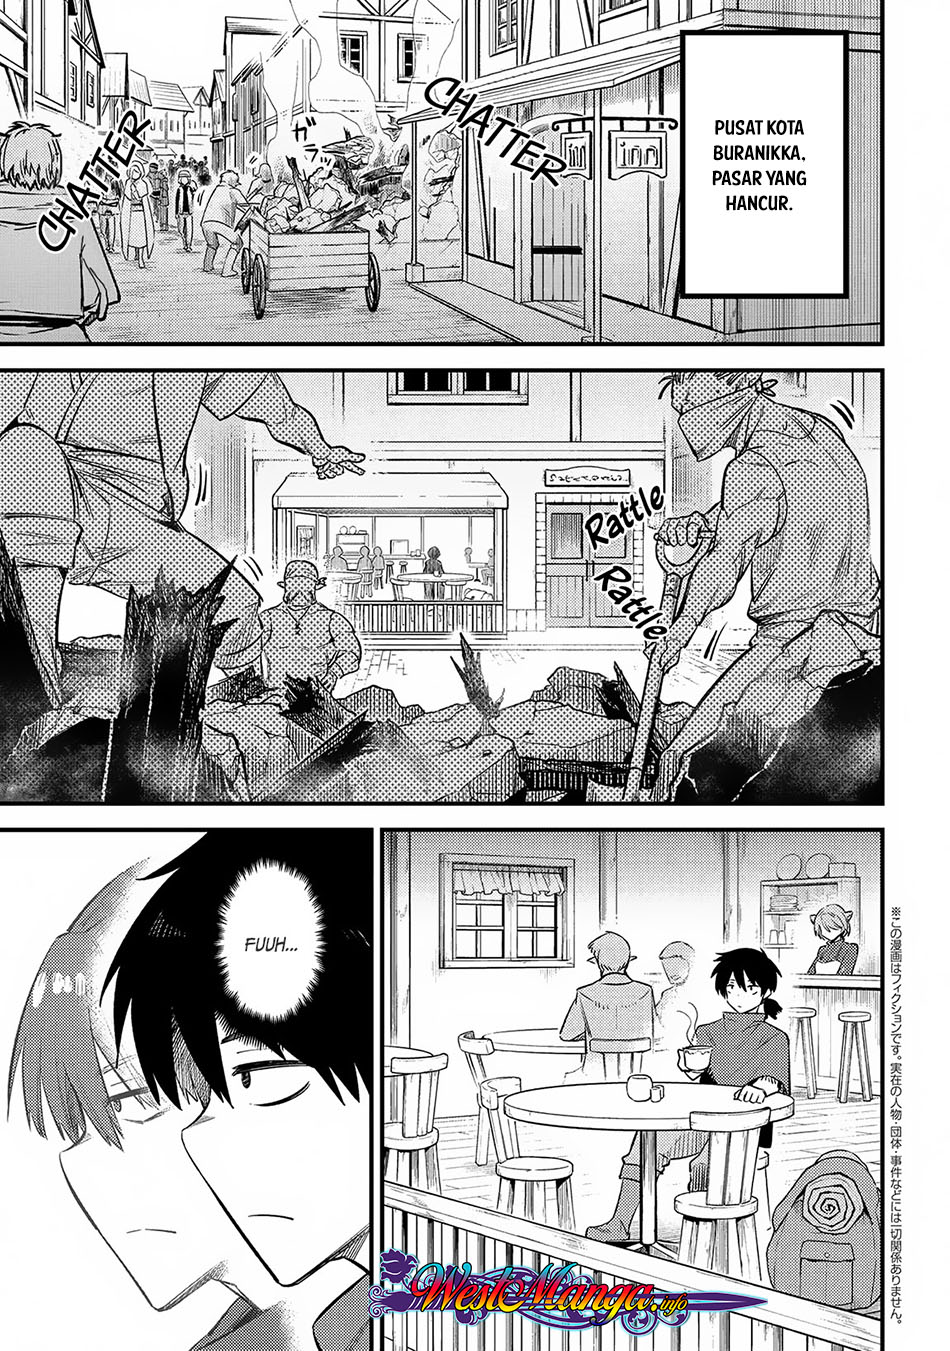 PUSAT KOTA
BURANIKKA,
PASAR YANG
HANCUR.
CHATTER
ガ
CHATTER
in
inn
Rattle
Rattle
FUUH...
※この漫画はフィクションです。実在の人物・団体・事件などには一切関係ありません。
WestManga.info